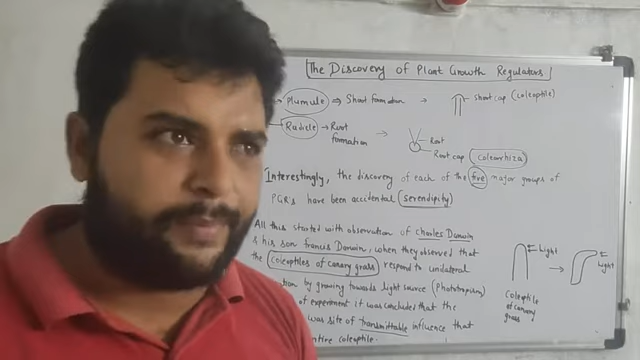 The Discovery of Plant Growth Regulators
Plumule ⇒ Shoot formation → shoot cap (coleoptile)
Radicle → Root
formation →
Root
Root cap (colearhiza)
Interestingly, the discovery of each of the five major groups of
PGR's have been accidental (serendipity)
All this started with observation of Charles Darwin
& his son francis Darwin, when they observed that
the (coleoptiles of canary grass) respond to unilateral
by growing towards light source (Phototropism)
of experiment it was concluded that the
was site of transmittable influence that
entire coleoptile.
Light
→
Light
Coleoptile
of canary
grass